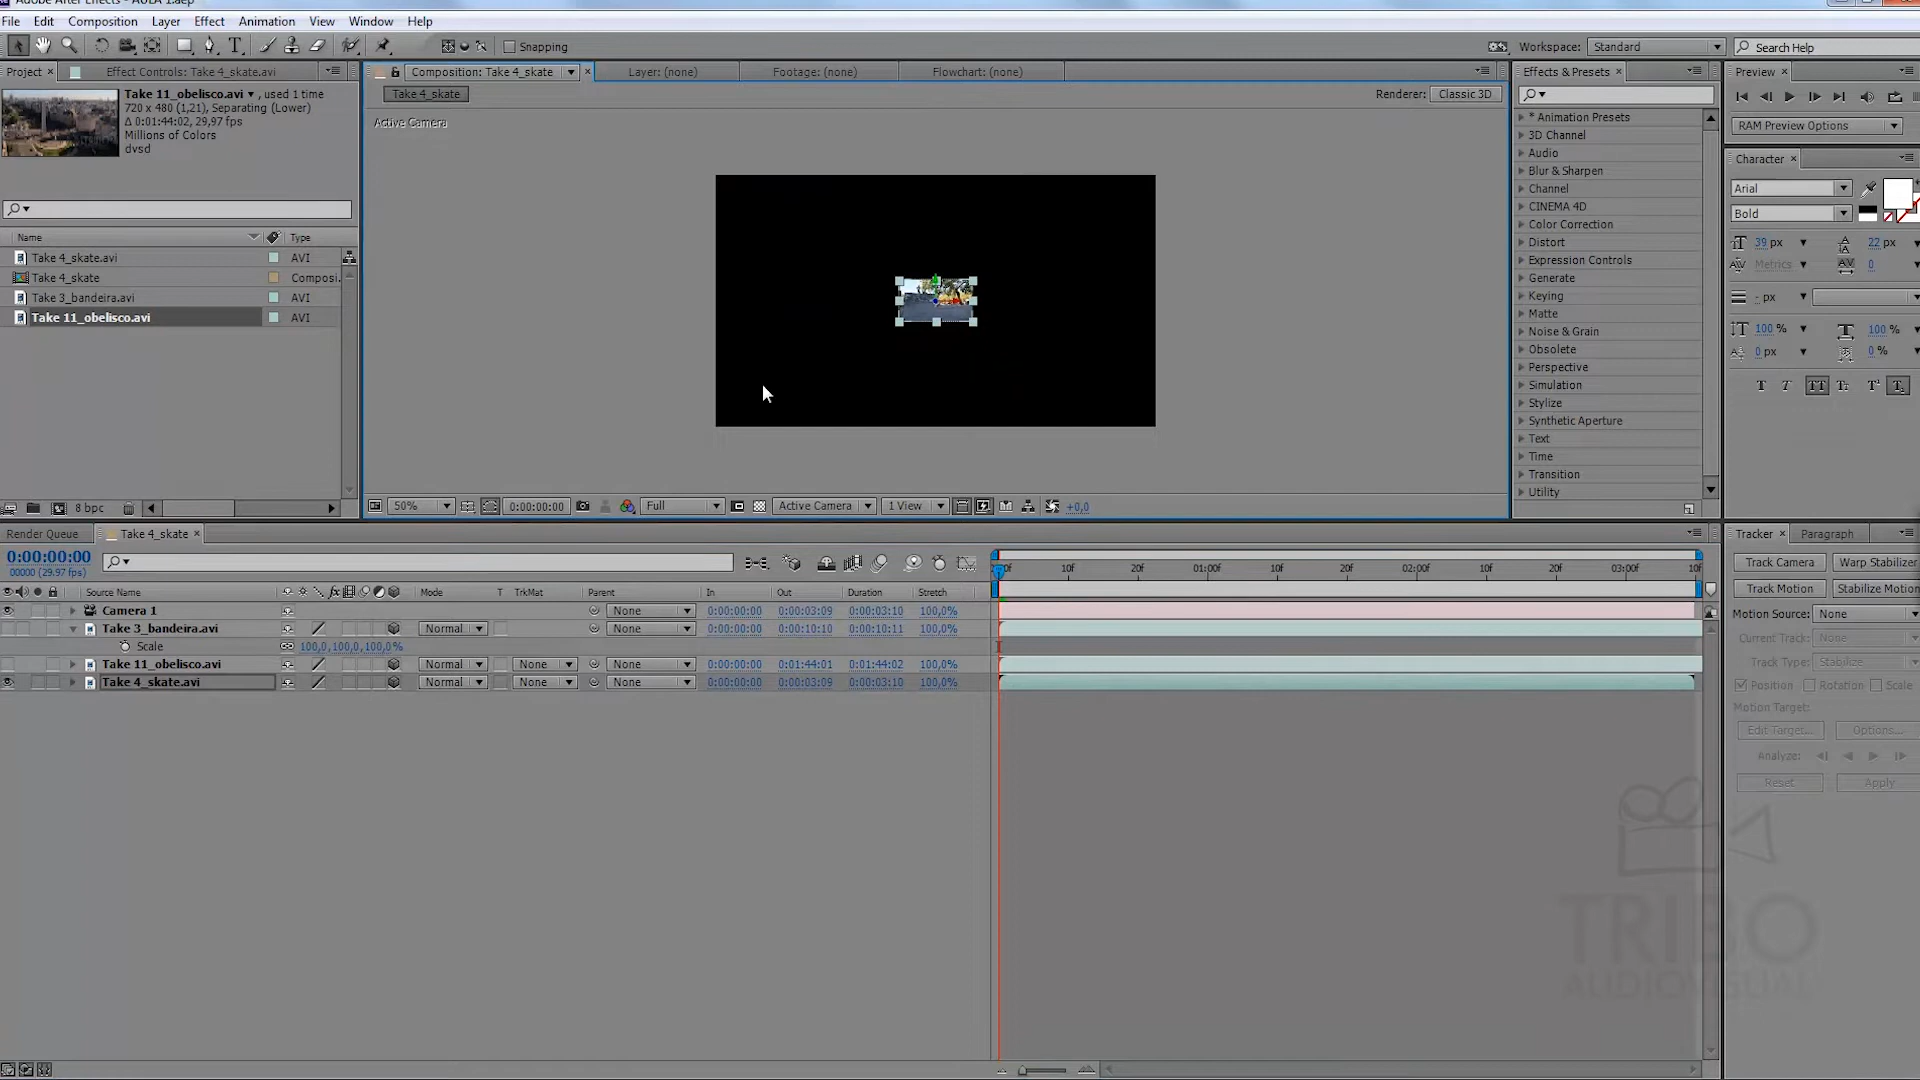 Adobe After Effects - AULA 1.aep
File Edit Composition Layer Effect Animation View Window Help
Snapping Workspace: Standard Search Help
Project Effect Controls: Take 4_skate.avi
Take 11_obelisco.avi, used 1 time
720 x 480 (1,21), Separating (Lower)
Δ 0:01:44:02, 29,97 fps
Millions of Colors
dvsd
Name Type
Take 4_skate.avi AVI
Take 4_skate Composi
Take 3_bandeira.avi AVI
Take 11_obelisco.avi AVI
8 bpc
Composition: Take 4_skate Layer: (none) Footage: (none) Flowchart: (none)
Take 4_skate Renderer: Classic 3D
Active Camera
50% 0:00:00:00 Full Active Camera 1 View +0,0
Effects & Presets
* Animation Presets
3D Channel
Audio
Blur & Sharpen
Channel
CINEMA 4D
Color Correction
Distort
Expression Controls
Generate
Keying
Matte
Noise & Grain
Obsolete
Perspective
Simulation
Stylize
Synthetic Aperture
Text
Time
Transition
Utility
Preview
RAM Preview Options
Character
Arial
Bold
39 px 22 px
Metrics 0
- px
100 % 100 %
0 px 0 %
T T TT Tt T¹ T₁
Render Queue Take 4_skate
0:00:00:00
00000 (29.97 fps)
Source Name Mode T TrkMat Parent In Out Duration Stretch
Camera 1 None 0:00:00:00 0:00:03:09 0:00:03:10 100,0%
Take 3_bandeira.avi Normal None 0:00:00:00 0:00:10:10 0:00:10:11 100,0%
Scale 100,0,100,0,100,0%
Take 11_obelisco.avi Normal None None 0:00:00:00 0:01:44:01 0:01:44:02 100,0%
Take 4_skate.avi Normal None None 0:00:00:00 0:00:03:09 0:00:03:10 100,0%
10f 20f 01:00f 10f 20f 02:00f 10f 20f 03:00f 10f
Tracker Paragraph
Track Camera Warp Stabilizer
Track Motion Stabilize Motion
Motion Source: None
Current Track: None
Track Type: Stabilize
Position Rotation Scale
Motion Target:
Edit Target... Options...
Analyze:
Reset Apply
TRIBO
AUDIOVISUAL